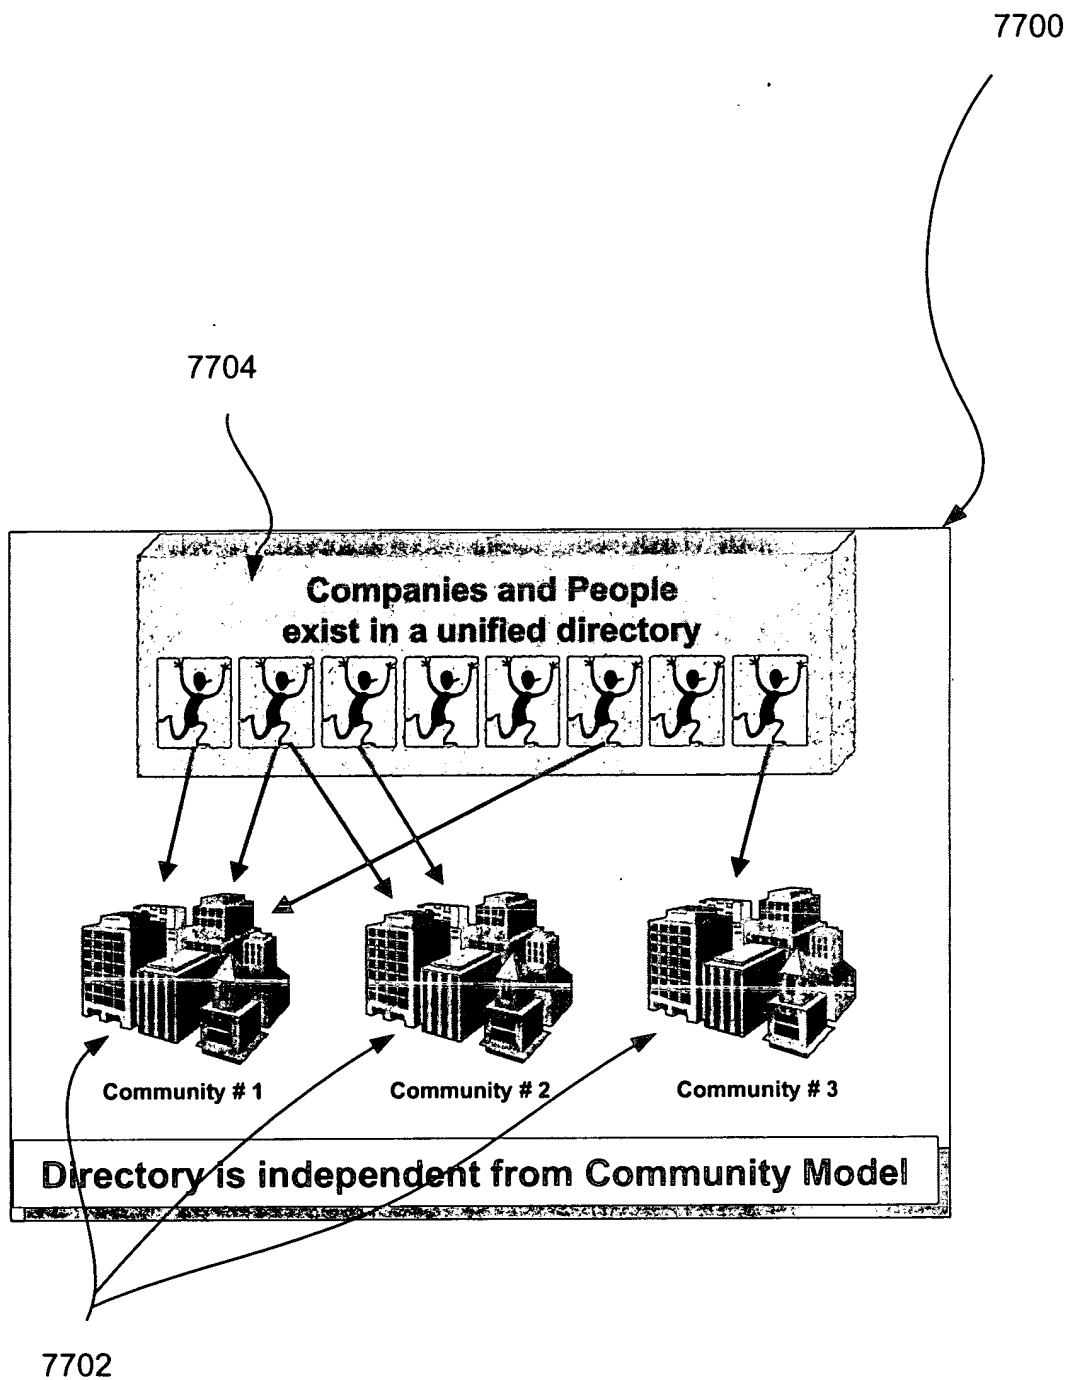 7700
7704
Companies and People
exist in a unified directory
Community # 1
Community # 2
Community # 3
Directory is independent from Community Model
7702